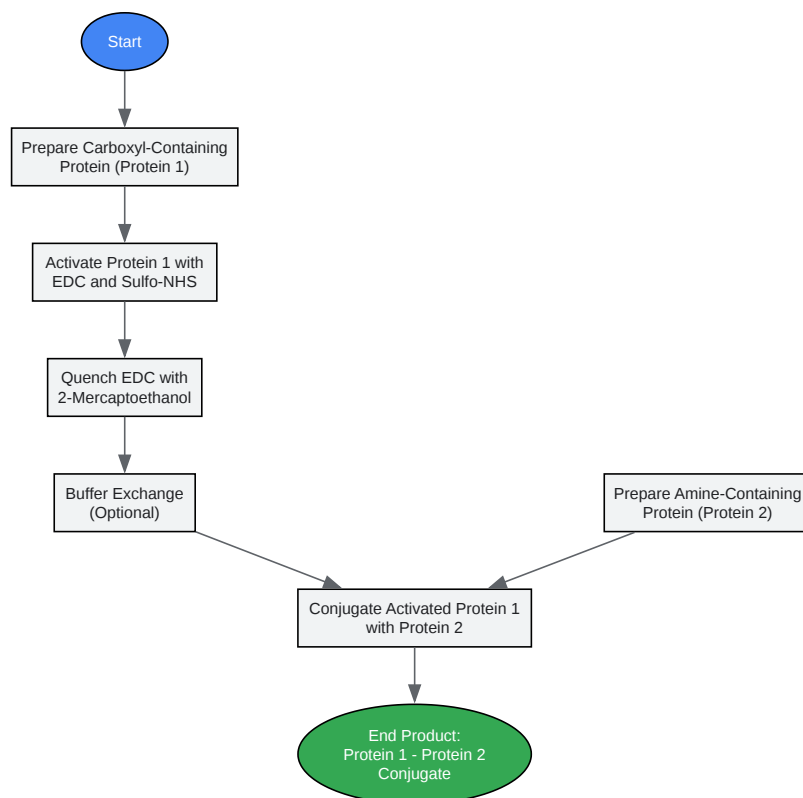 Start
Prepare Carboxyl-Containing
Protein (Protein 1)
Activate Protein 1 with
EDC and Sulfo-NHS
Quench EDC with
2-Mercaptoethanol
Buffer Exchange
(Optional)
Prepare Amine-Containing
Protein (Protein 2)
Conjugate Activated Protein 1
with Protein 2
End Product:
Protein 1 - Protein 2
Conjugate